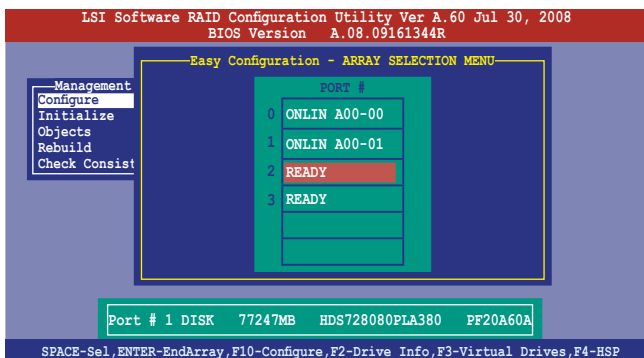 LSI Software RAID Configuration Utility Ver A.60 Jul 30, 2008
BIOS Version A.08.09161344R
Easy Configuration - ARRAY SELECTION MENU
Management
Configure
Initialize
Objects
Rebuild
Check Consist
PORT #
0 ONLIN A00-00
1 ONLIN A00-01
2 READY
3 READY
Port # 1 DISK 77247MB HDS728080PLA380 PF20A60A
SPACE-Sel,ENTER-EndArray,F10-Configure,F2-Drive Info,F3-Virtual Drives,F4-HSP